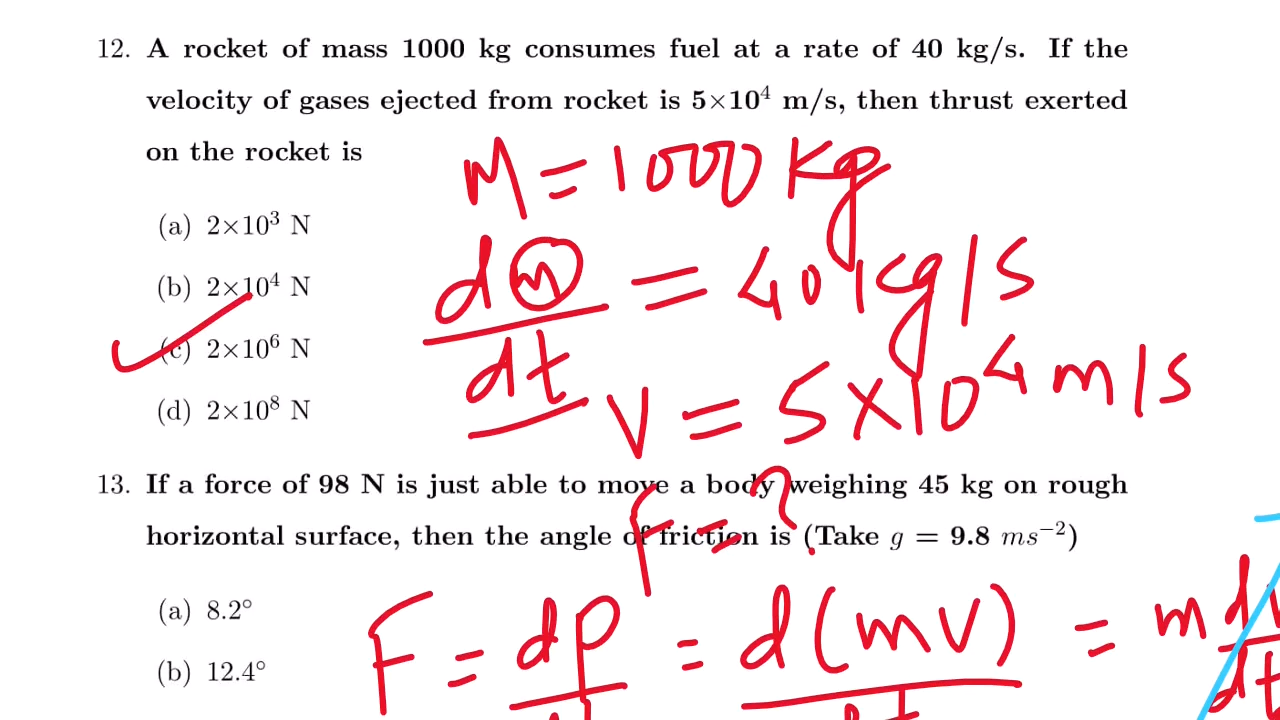 12. A rocket of mass 1000 kg consumes fuel at a rate of 40 kg/s. If the
velocity of gases ejected from rocket is 5×10⁴ m/s, then thrust exerted
on the rocket is
M = 1000 kg
(a) 2×10³ N
dm/dt = 40 kg/s
(b) 2×10⁴ N
(c) 2×10⁶ N
V = 5×10⁴ m/s
(d) 2×10⁸ N
13. If a force of 98 N is just able to move a body weighing 45 kg on rough
horizontal surface, then the angle of friction is (Take g = 9.8 ms⁻²)
F = ?
(a) 8.2°
F = dp = d(mv) = m d
dt
(b) 12.4°